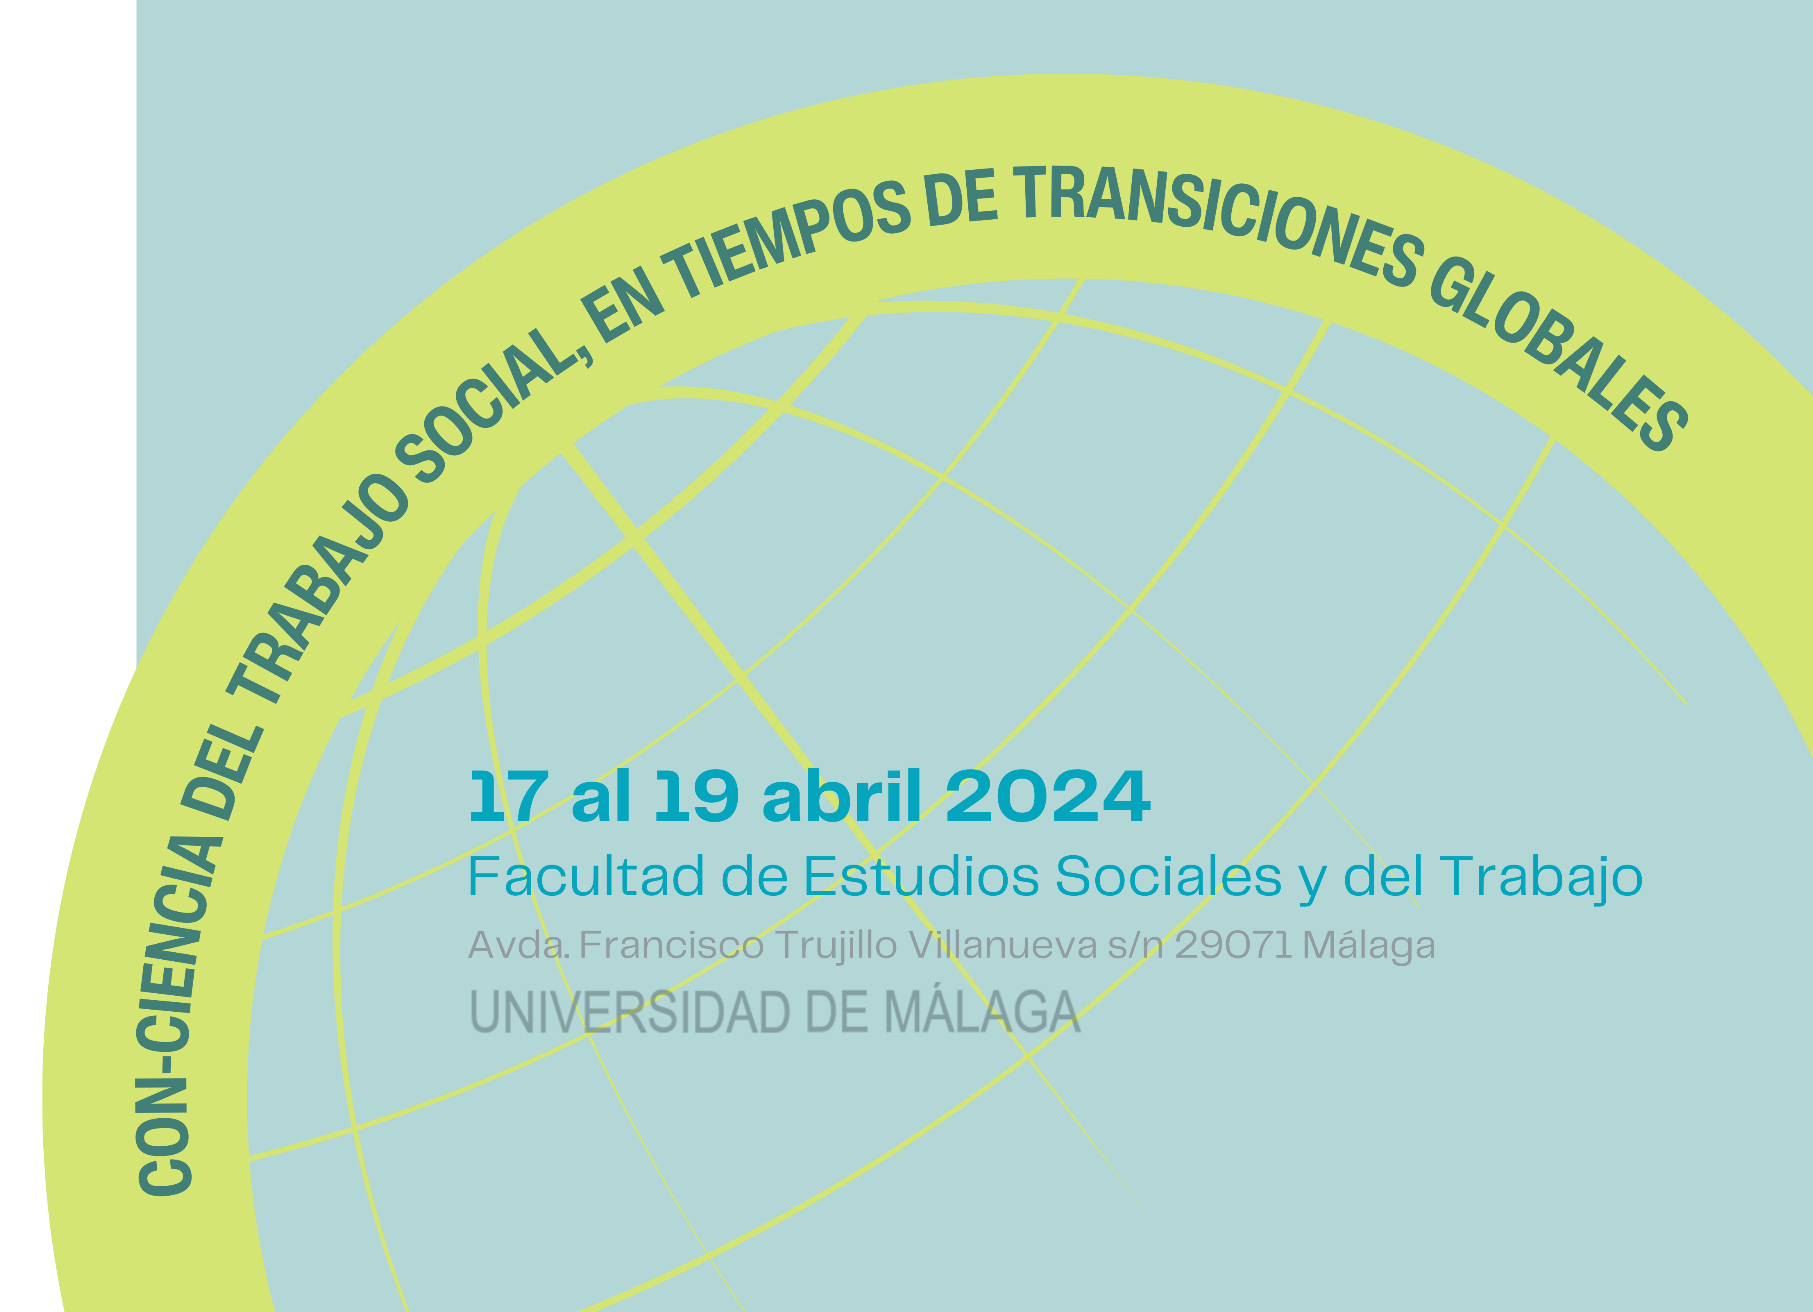 CON-CIENCIA DEL TRABAJO SOCIAL, EN TIEMPOS DE TRANSICIONES GLOBALES
17 al 19 abril 2024
Facultad de Estudios Sociales y del Trabajo
Avda. Francisco Trujillo Villanueva s/n 29071 Málaga
UNIVERSIDAD DE MÁLAGA